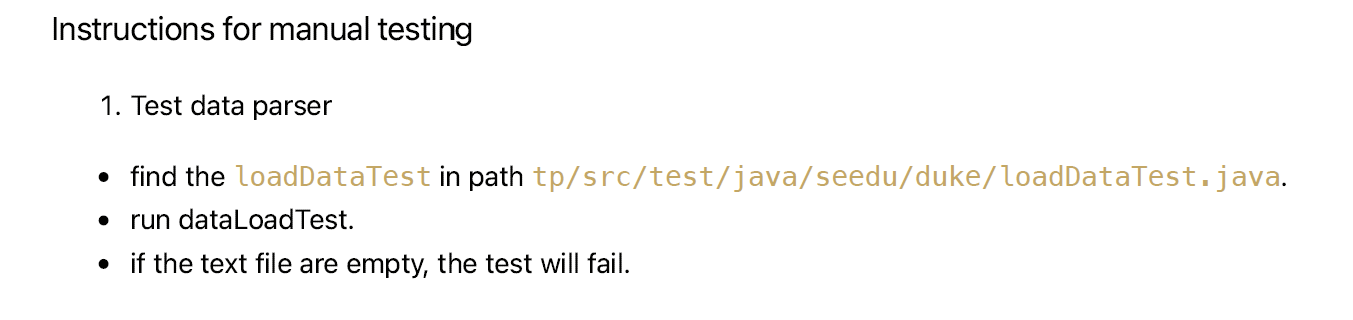 Instructions for manual testing
1. Test data parser
• find the loadDataTest in path tp/src/test/java/seedu/duke/loadDataTest.java.
• run dataLoadTest.
• if the text file are empty, the test will fail.